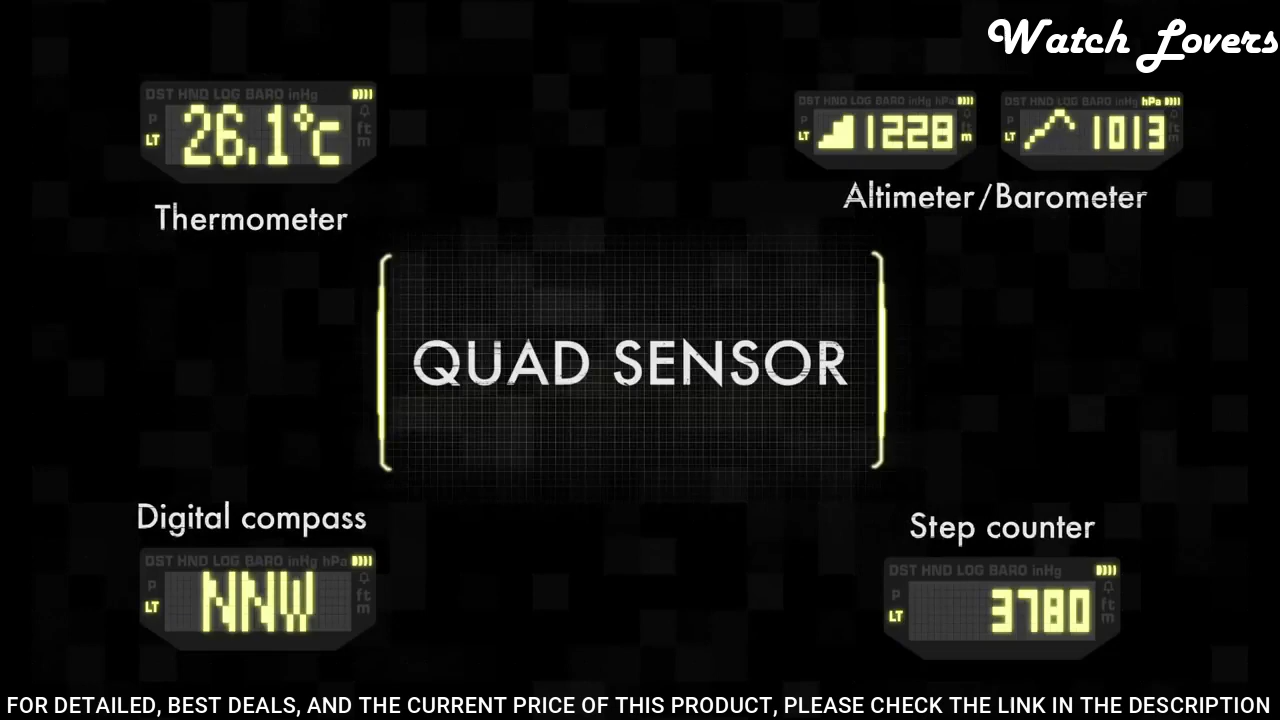 Watch Lovers
DST HND LOG BARO inHg
P
LT
26.1°C
ft
m
Thermometer
DST HND LOG BARO inHg hPa
P
LT
1228
ft
m
DST HND LOG BARO inHg hPa
P
LT
1013
ft
m
Altimeter/Barometer
QUAD SENSOR
Digital compass
DST HND LOG BARO inHg hPa
P
LT
NNW
ft
m
Step counter
DST HND LOG BARO inHg
P
LT
3780
ft
m
FOR DETAILED, BEST DEALS, AND THE CURRENT PRICE OF THIS PRODUCT, PLEASE CHECK THE LINK IN THE DESCRIPTION